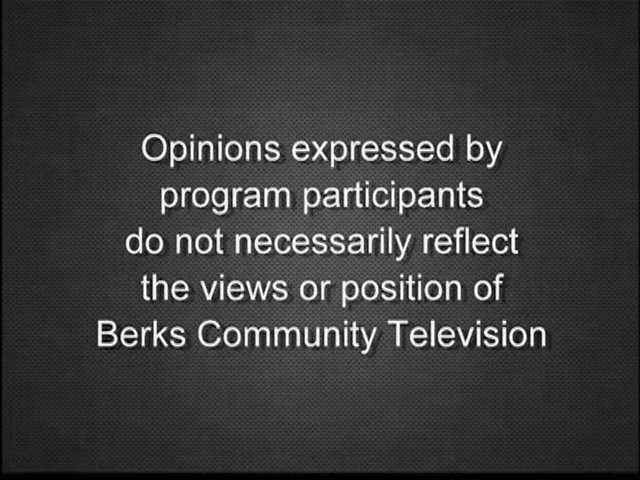 Opinions expressed by
program participants
do not necessarily reflect
the views or position of
Berks Community Television